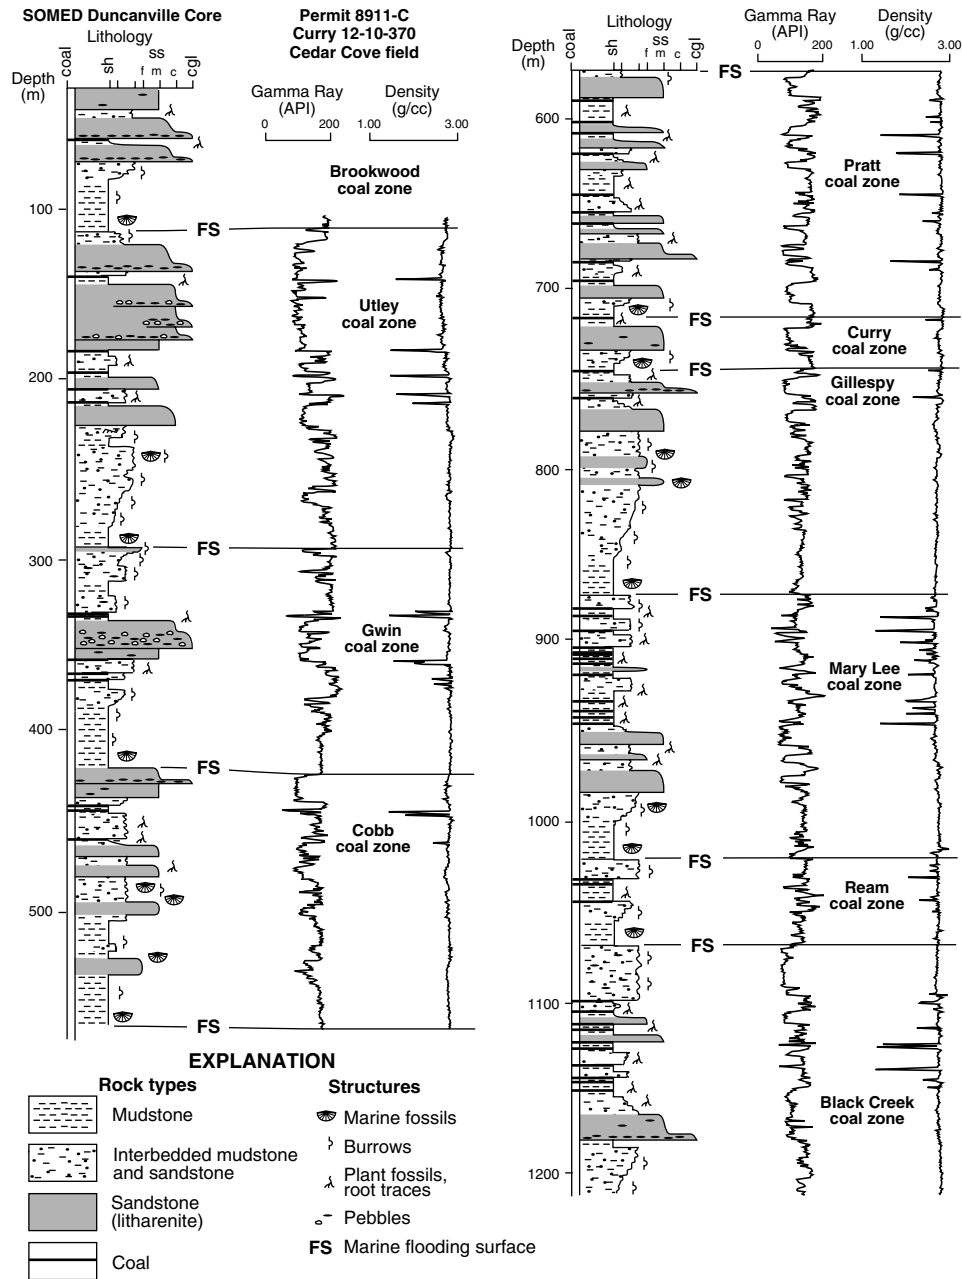 SOMED Duncanville Core
Lithology
coal
sh
f
ss
m
c
cgl
Depth
(m)
100
200
300
400
500
Permit 8911-C
Curry 12-10-370
Cedar Cove field
Gamma Ray
(API)
0
200
Density
(g/cc)
1.00
3.00
Brookwood
coal zone
FS
Utley
coal zone
FS
Gwin
coal zone
FS
Cobb
coal zone
FS
Lithology
coal
sh
f
ss
m
c
cgl
Depth
(m)
600
700
800
900
1000
1100
1200
Gamma Ray
(API)
0
200
Density
(g/cc)
1.00
3.00
FS
Pratt
coal zone
FS
Curry
coal zone
FS
Gillespy
coal zone
FS
Mary Lee
coal zone
FS
Ream
coal zone
FS
Black Creek
coal zone
EXPLANATION
Rock types
Mudstone
Interbedded mudstone
and sandstone
Sandstone
(litharenite)
Coal
Structures
Marine fossils
Burrows
Plant fossils,
root traces
Pebbles
FS Marine flooding surface